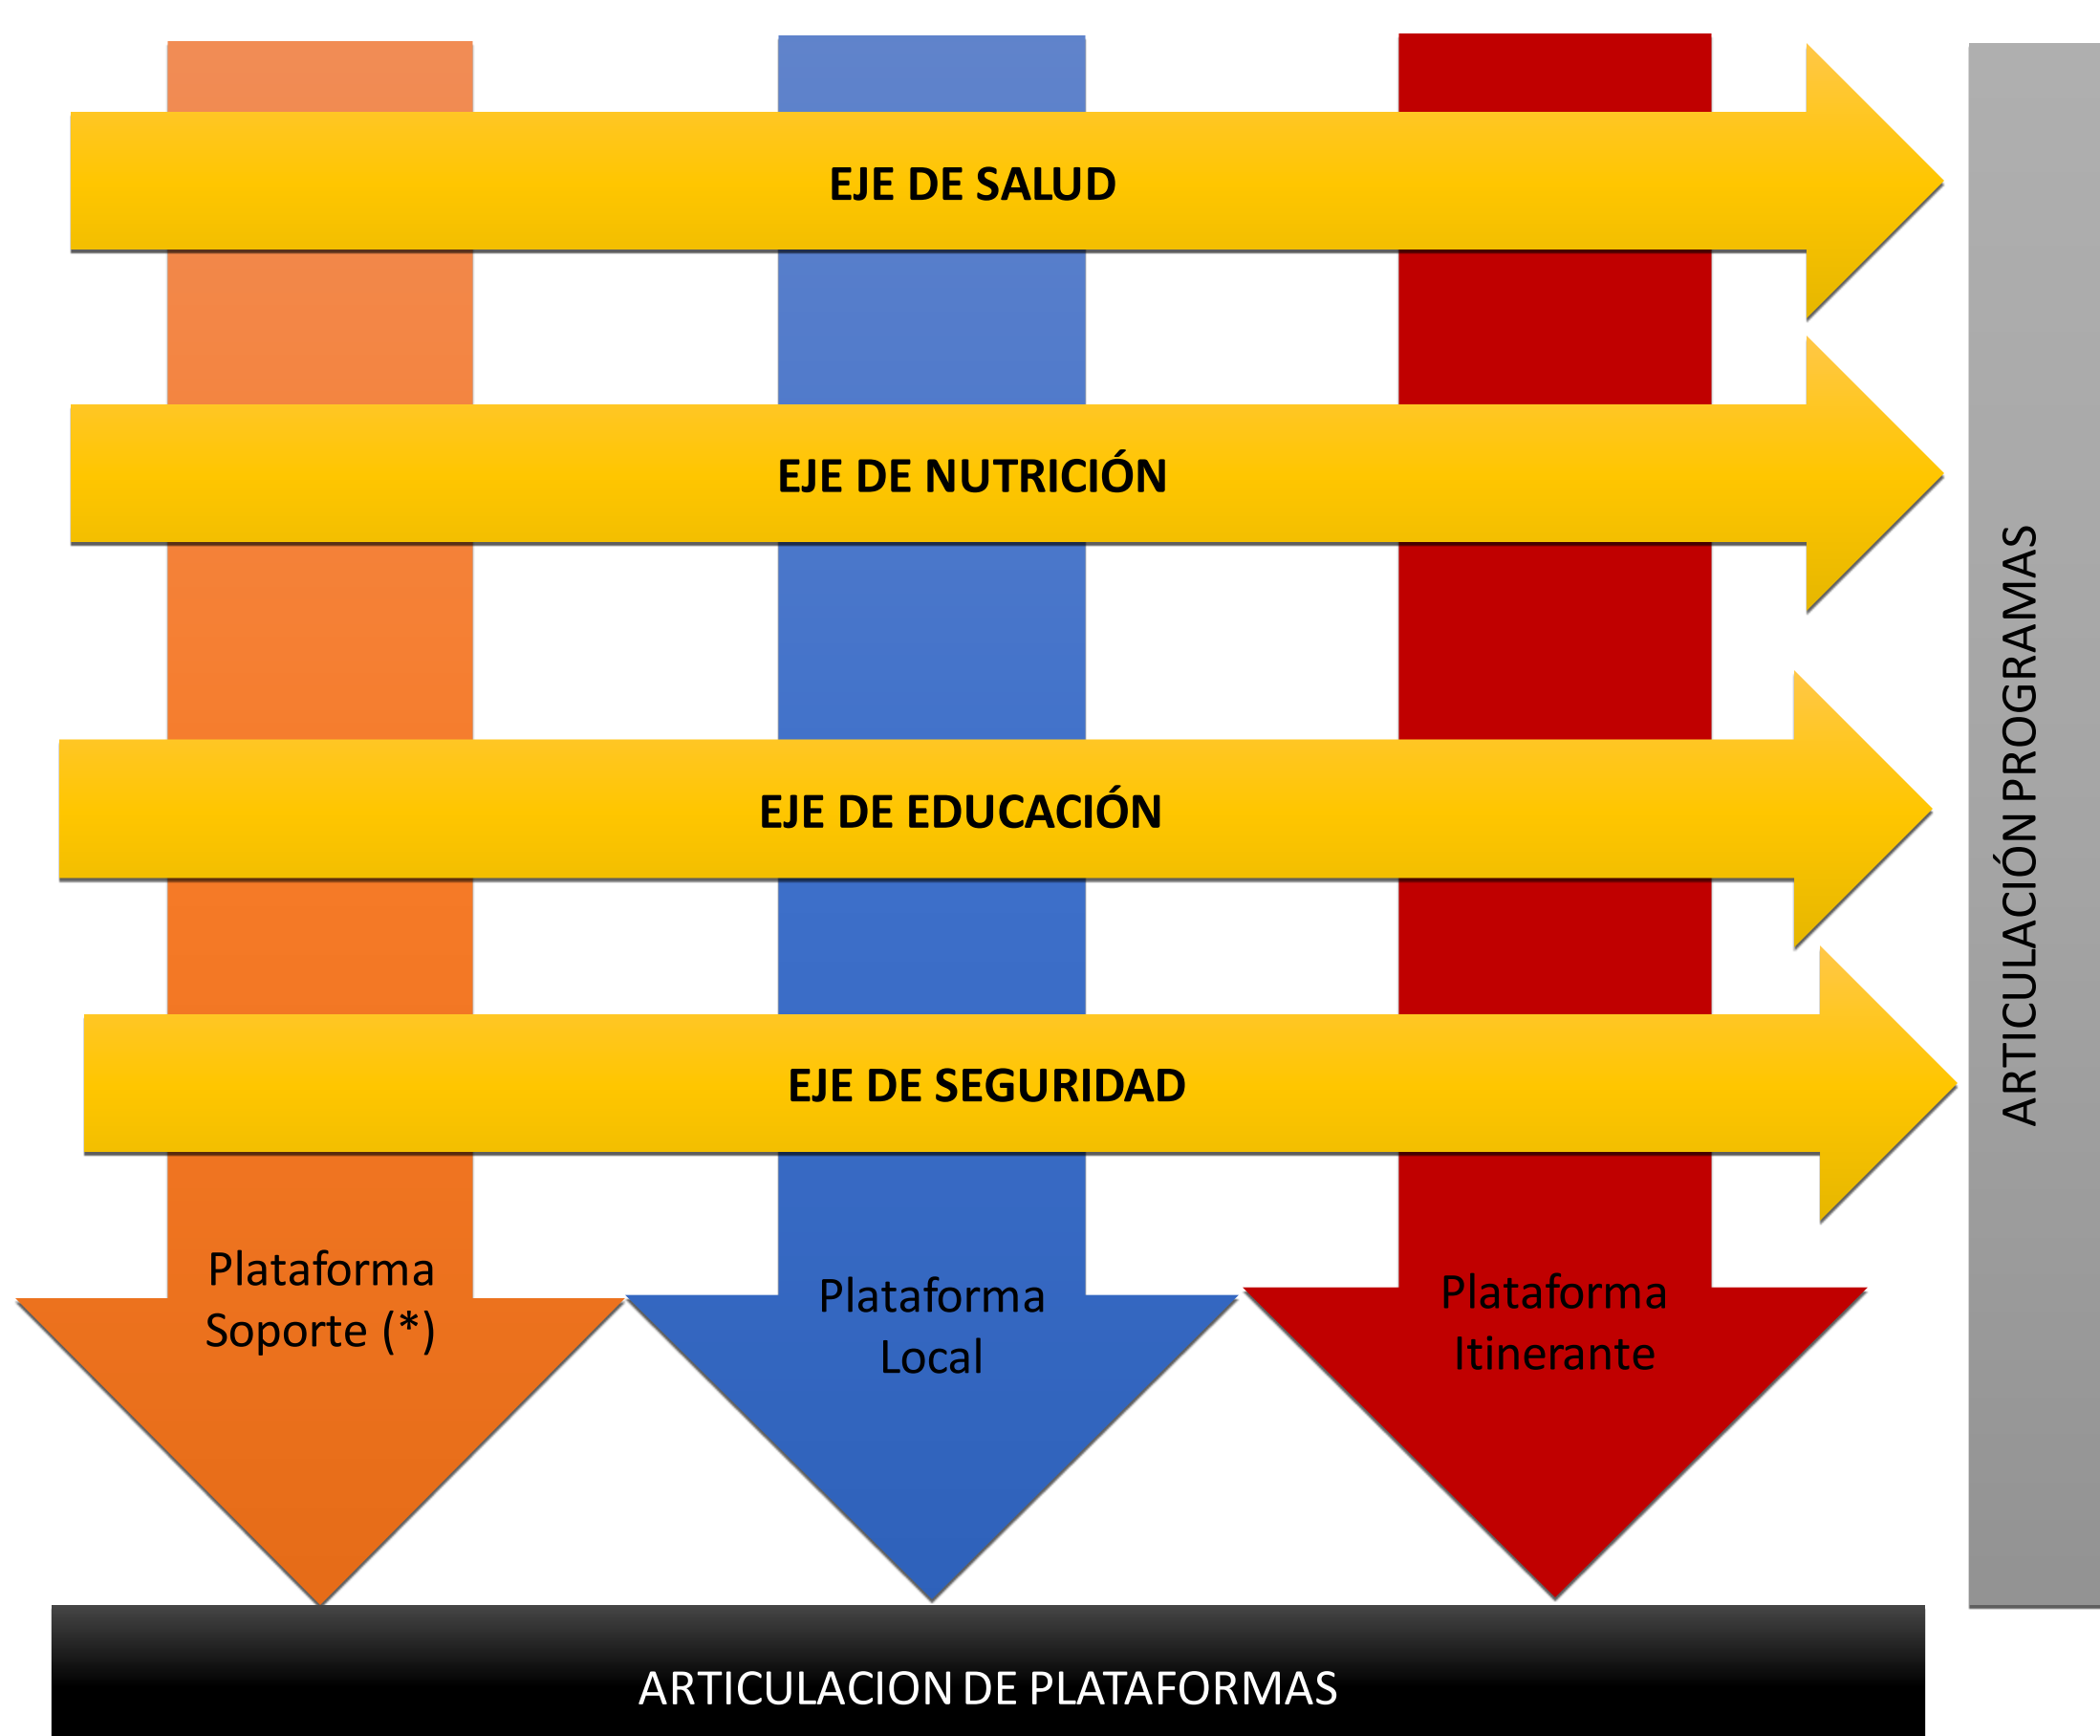 EJE DE SALUD
EJE DE NUTRICIÓN
EJE DE EDUCACIÓN
EJE DE SEGURIDAD
Plataforma
Soporte (*)
Plataforma
Local
Plataforma
Itinerante
ARTICULACIÓN PROGRAMAS
ARTICULACION DE PLATAFORMAS